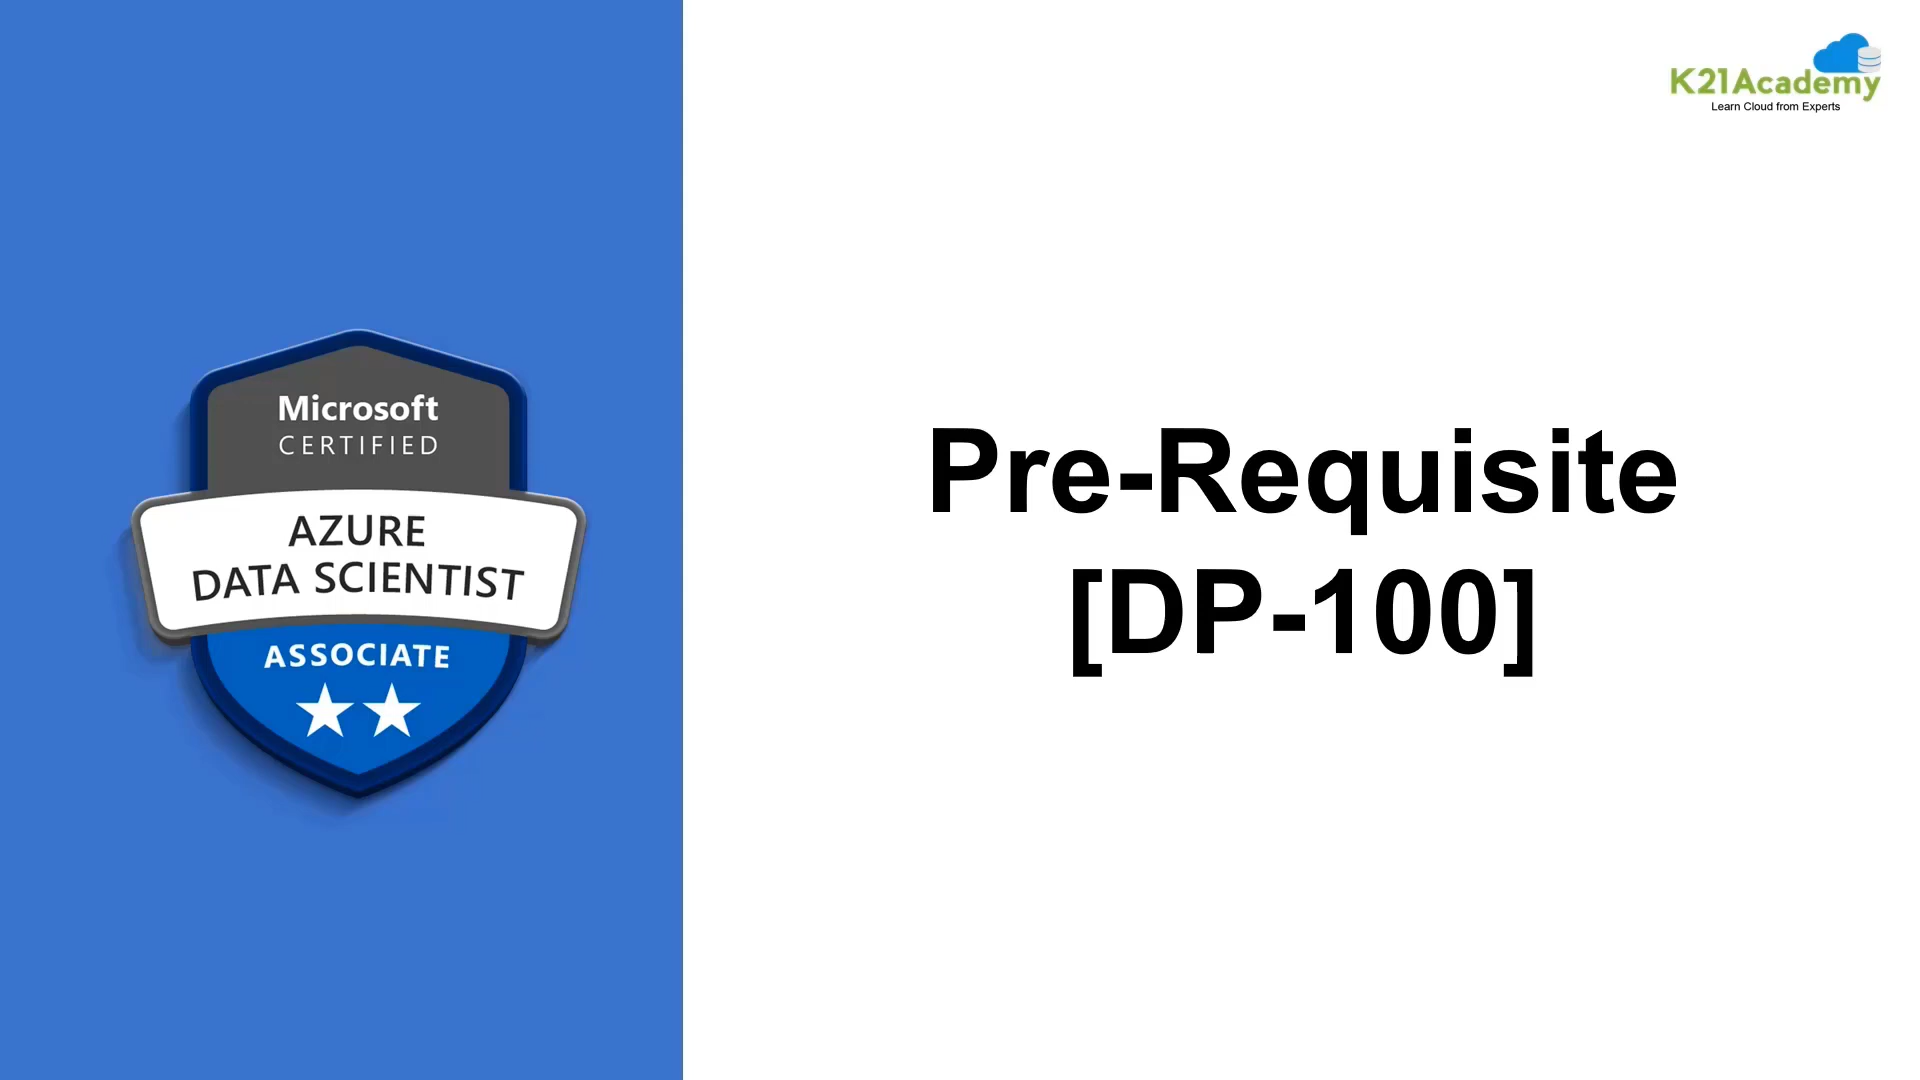 K21Academy
Learn Cloud from Experts
Microsoft
CERTIFIED
AZURE
DATA SCIENTIST
ASSOCIATE
Pre-Requisite
[DP-100]